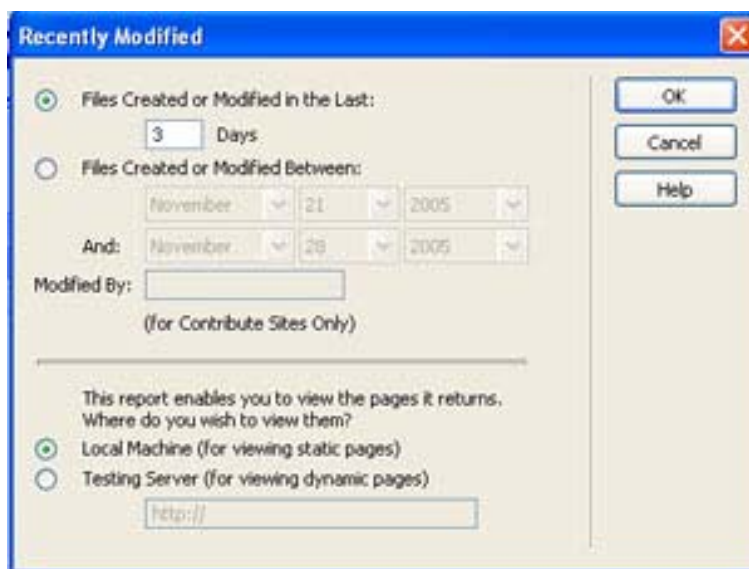 Recently Modified
Files Created or Modified in the Last:
3 Days
Files Created or Modified Between:
November 21 2005
And: November 28 2005
Modified By:
(for Contribute Sites Only)
This report enables you to view the pages it returns.
Where do you wish to view them?
Local Machine (for viewing static pages)
Testing Server (for viewing dynamic pages)
http://
OK
Cancel
Help